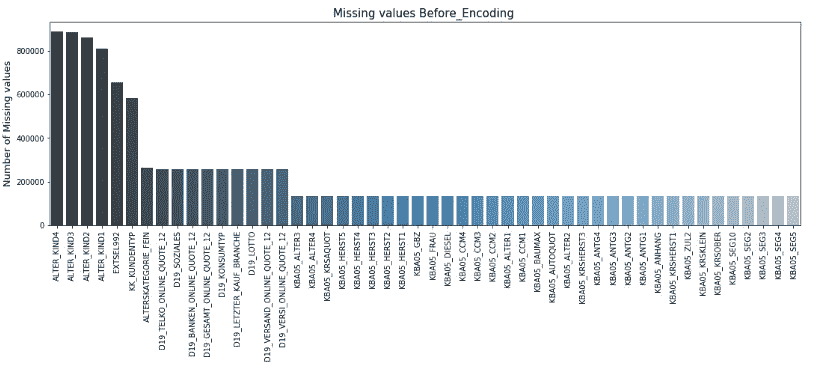 Missing values Before_Encoding
Number of Missing values
800000
600000
400000
200000
0
ALTER_KIND4
ALTER_KIND3
ALTER_KIND2
ALTER_KIND1
EXTSEL992
KK_KUNDENTYP
ALTERSKATEGORIE_FEIN
D19_TELKO_ONLINE_QUOTE_12
D19_SOZIALES
D19_BANKEN_ONLINE_QUOTE_12
D19_GESAMT_ONLINE_QUOTE_12
D19_KONSUMTYP
D19_LETZTER_KAUF_BRANCHE
D19_LOTTO
D19_VERSAND_ONLINE_QUOTE_12
D19_VERSI_ONLINE_QUOTE_12
KBA05_ALTER3
KBA05_ALTER4
KBA05_KRSAQUOT
KBA05_HERST5
KBA05_HERST4
KBA05_HERST3
KBA05_HERST2
KBA05_HERST1
KBA05_GBZ
KBA05_FRAU
KBA05_DIESEL
KBA05_CCM4
KBA05_CCM3
KBA05_CCM2
KBA05_ALTER1
KBA05_CCM1
KBA05_BAUMAX
KBA05_AUTOQUOT
KBA05_ALTER2
KBA05_KRSHERST3
KBA05_ANTG4
KBA05_ANTG3
KBA05_ANTG2
KBA05_ANTG1
KBA05_ANHANG
KBA05_KRSHERST1
KBA05_ZUL2
KBA05_KRSKLEIN
KBA05_KRSOBER
KBA05_SEG10
KBA05_SEG2
KBA05_SEG3
KBA05_SEG4
KBA05_SEG5